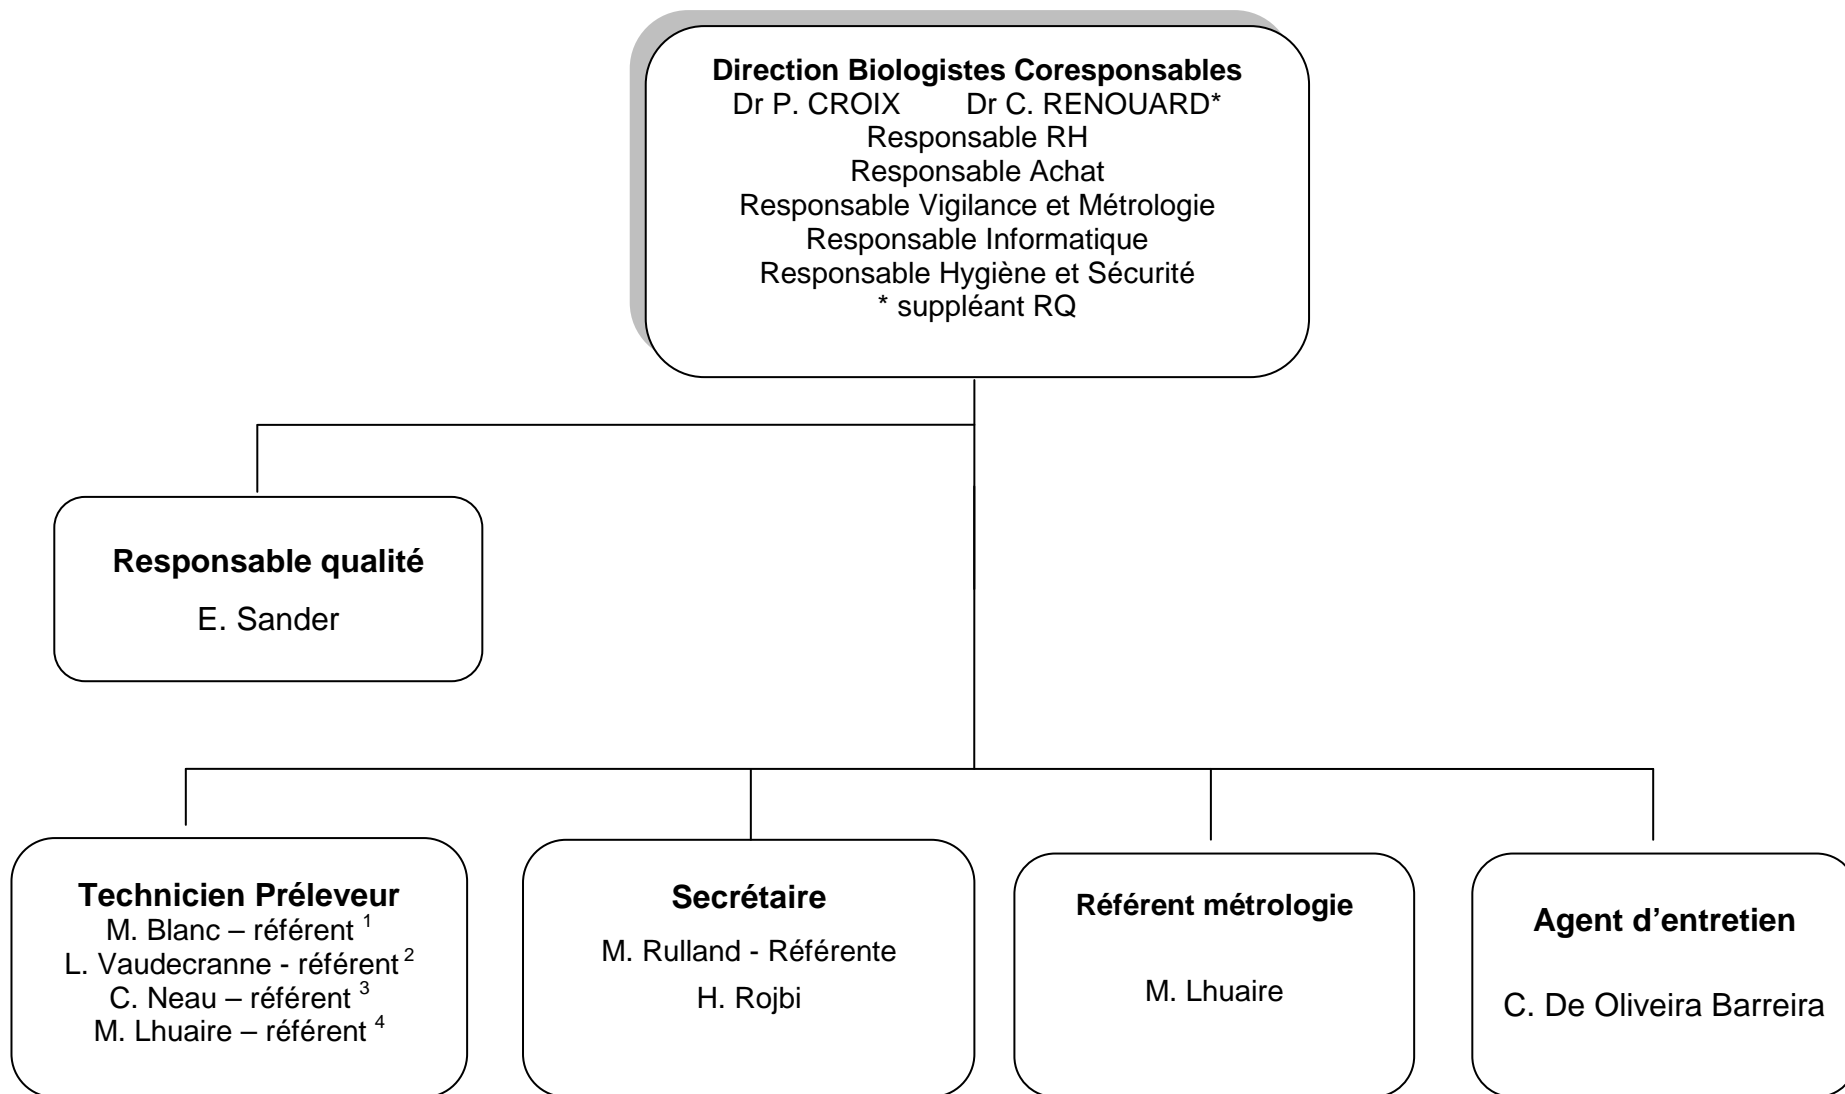 Direction Biologistes Coresponsables
Dr P. CROIX Dr C. RENOUARD*
Responsable RH
Responsable Achat
Responsable Vigilance et Métrologie
Responsable Informatique
Responsable Hygiène et Sécurité
* suppléant RQ
Responsable qualité
E. Sander
Technicien Préleveur
M. Blanc – référent ¹
L. Vaudecranne - référent ²
C. Neau – référent ³
M. Lhuaire – référent ⁴
Secrétaire
M. Rulland - Référente
H. Rojbi
Référent métrologie
M. Lhuaire
Agent d’entretien
C. De Oliveira Barreira